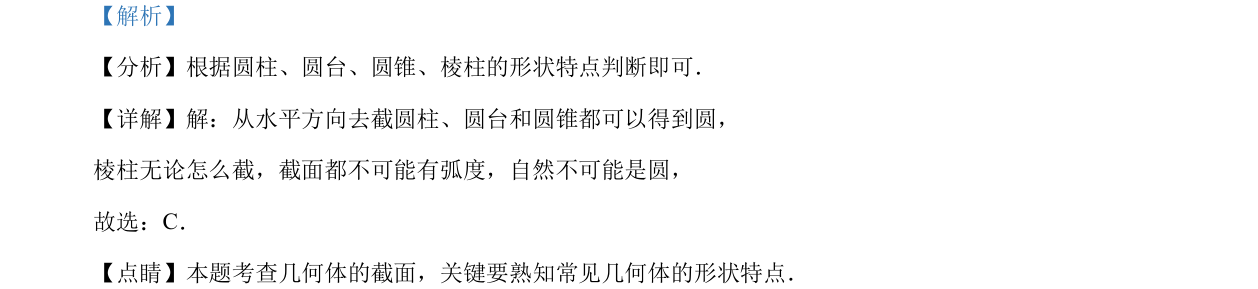 【解析】
【分析】根据圆柱、圆台、圆锥、棱柱的形状特点判断即可．
【详解】解：从水平方向去截圆柱、圆台和圆锥都可以得到圆，
棱柱无论怎么截，截面都不可能有弧度，自然不可能是圆，
故选：C．
【点睛】本题考查几何体的截面，关键要熟知常见几何体的形状特点．